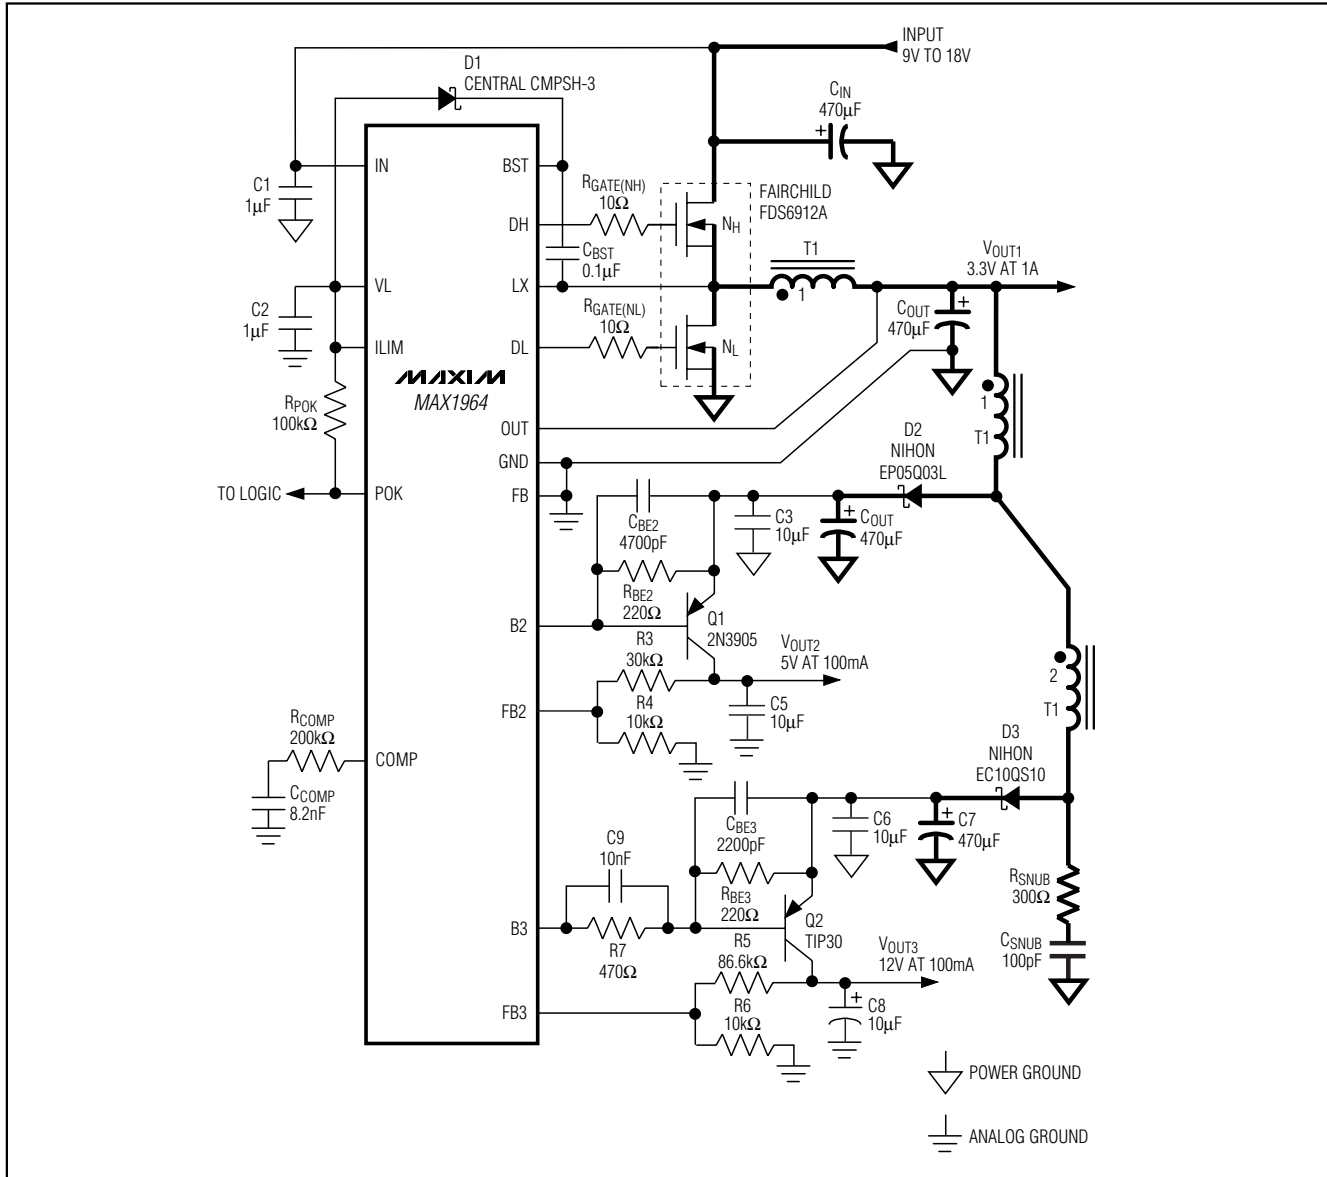 INPUT
9V TO 18V
D1
CENTRAL CMPSH-3
CIN
470µF
+
IN
BST
C1
1µF
RGATE(NH)
10Ω
FAIRCHILD
FDS6912A
DH
NH
CBST
0.1µF
T1
1
VOUT1
3.3V AT 1A
VL
LX
C2
1µF
RGATE(NL)
10Ω
COUT
470µF
+
ILIM
DL
NL
MAXIM
MAX1964
RPOK
100kΩ
1
T1
OUT
D2
NIHON
EP05Q03L
GND
TO LOGIC
POK
FB
CBE2
4700pF
C3
10µF
+
COUT
470µF
RBE2
220Ω
B2
Q1
2N3905
R3
30kΩ
VOUT2
5V AT 100mA
2
T1
R4
10kΩ
C5
10µF
FB2
RCOMP
200kΩ
COMP
D3
NIHON
EC10QS10
CCOMP
8.2nF
CBE3
2200pF
C6
10µF
+
C7
470µF
C9
10nF
RBE3
220Ω
RSNUB
300Ω
B3
R7
470Ω
Q2
TIP30
R5
86.6kΩ
VOUT3
12V AT 100mA
CSNUB
100pF
R6
10kΩ
+
C8
10µF
FB3
POWER GROUND
ANALOG GROUND